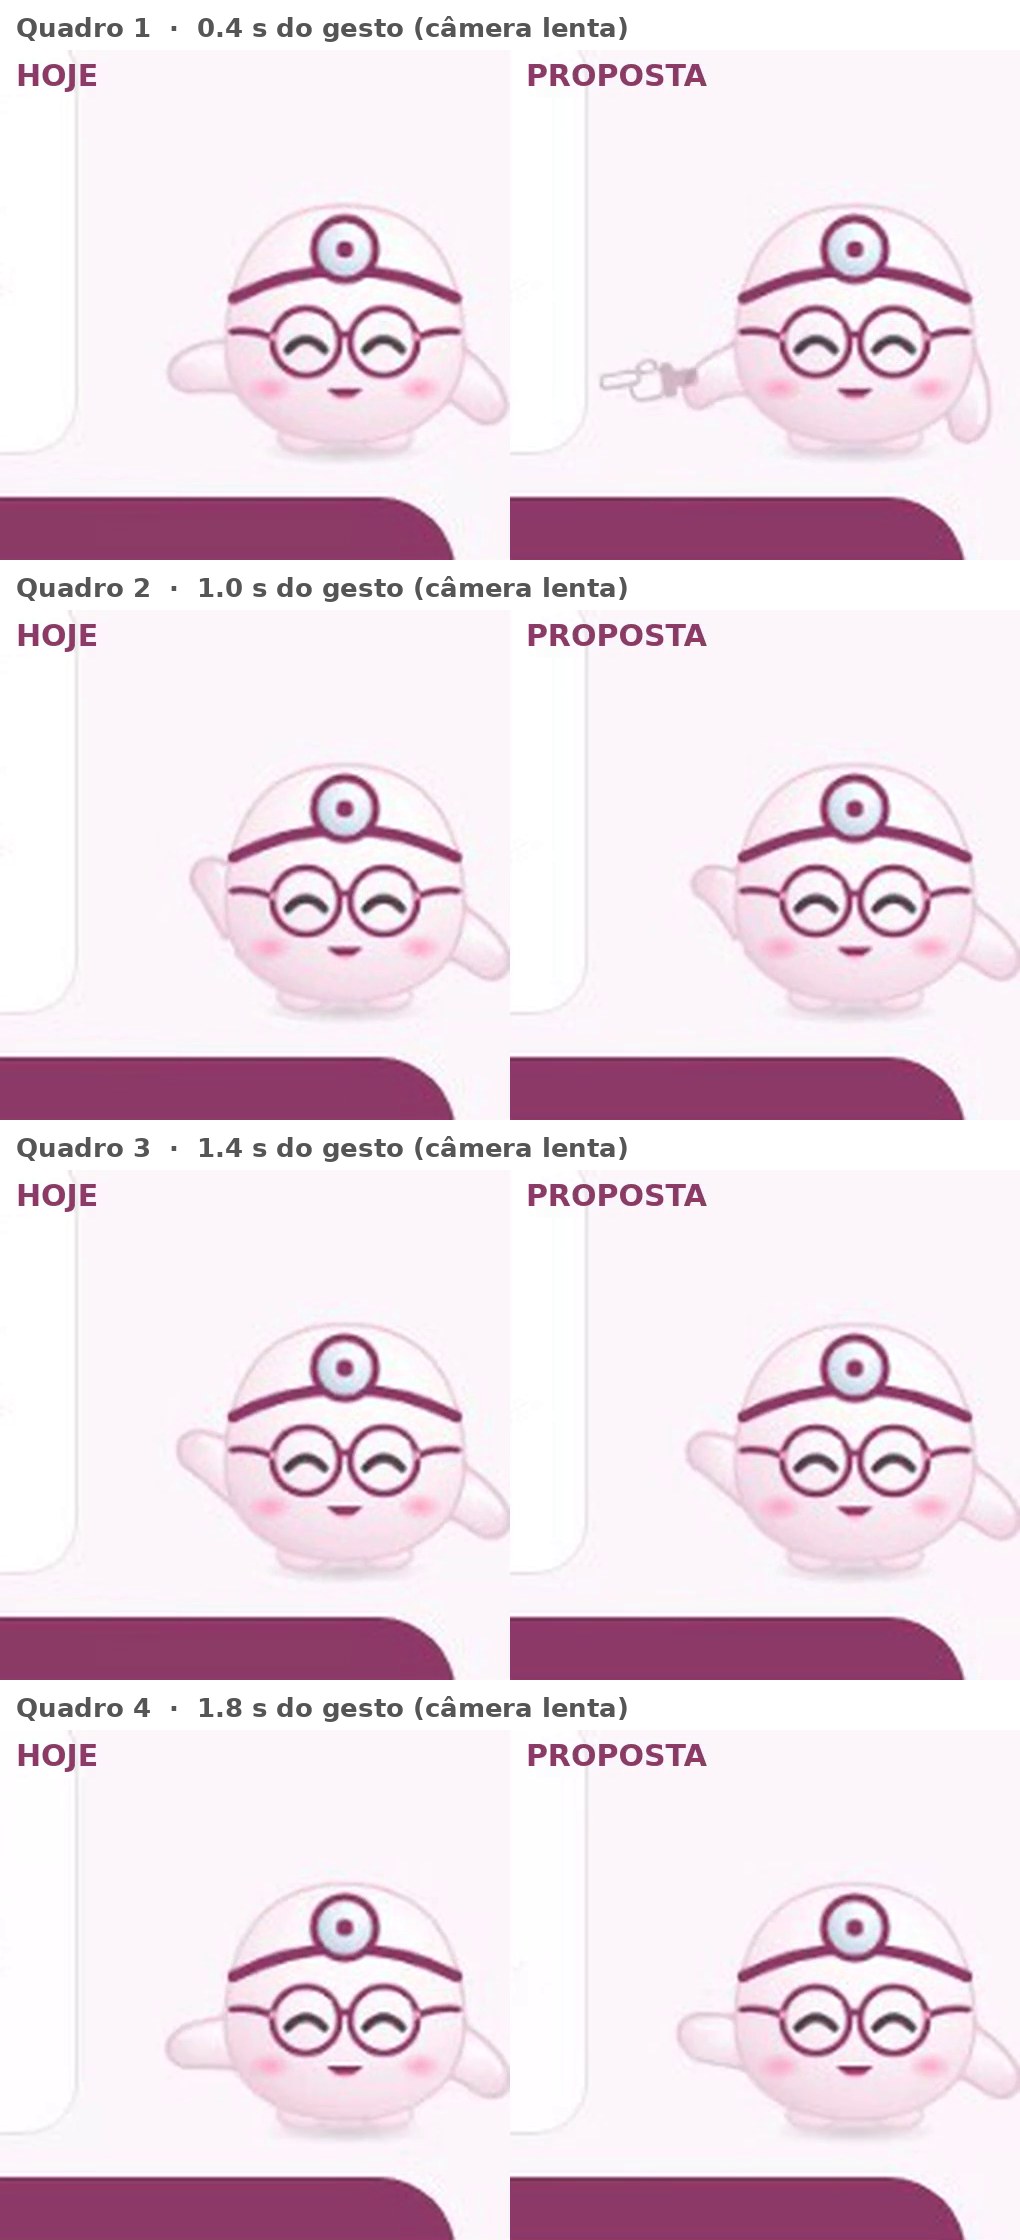 Quadro 1 · 0.4 s do gesto (câmera lenta)
HOJE PROPOSTA
Quadro 2 · 1.0 s do gesto (câmera lenta)
HOJE PROPOSTA
Quadro 3 · 1.4 s do gesto (câmera lenta)
HOJE PROPOSTA
Quadro 4 · 1.8 s do gesto (câmera lenta)
HOJE PROPOSTA